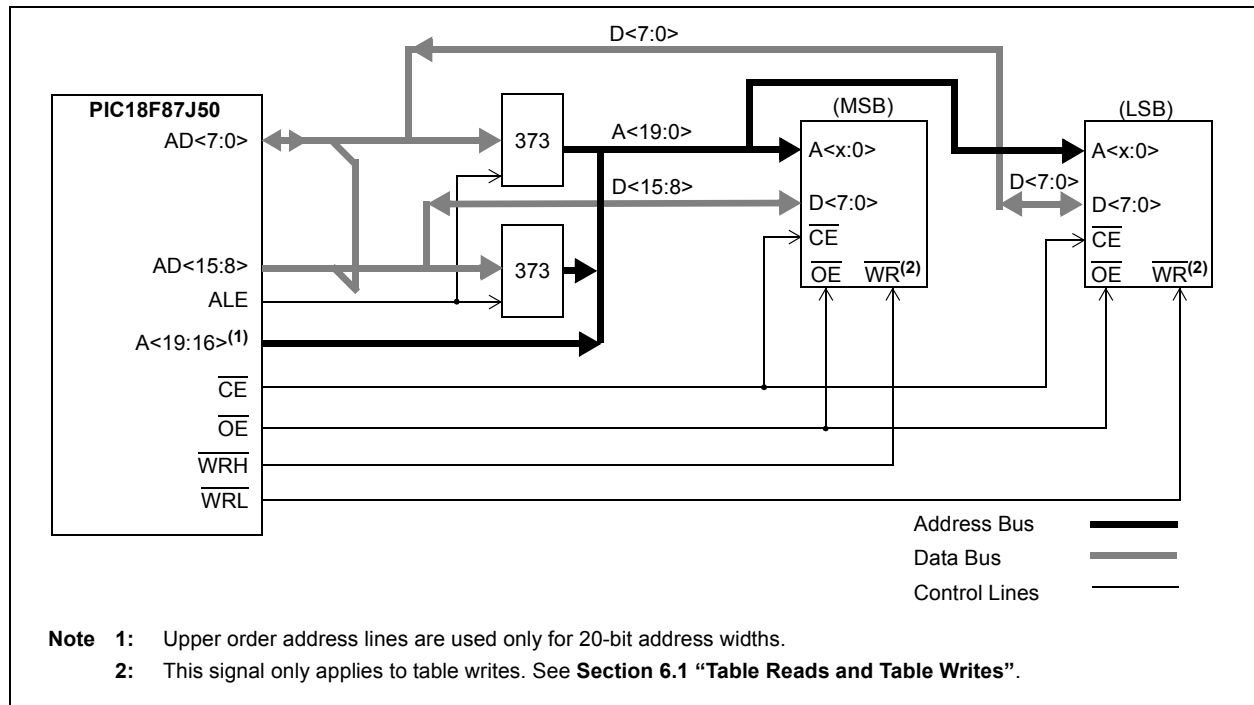 D<7:0>
PIC18F87J50
AD<7:0>
373
A<19:0>
(MSB)
A<x:0>
D<7:0>
CE
OE WR(2)
(LSB)
A<x:0>
D<7:0>
D<7:0>
CE
OE WR(2)
D<15:8>
AD<15:8>
373
ALE
A<19:16>(1)
CE
OE
WRH
WRL
Address Bus
Data Bus
Control Lines
Note 1: Upper order address lines are used only for 20-bit address widths.
2: This signal only applies to table writes. See Section 6.1 “Table Reads and Table Writes”.